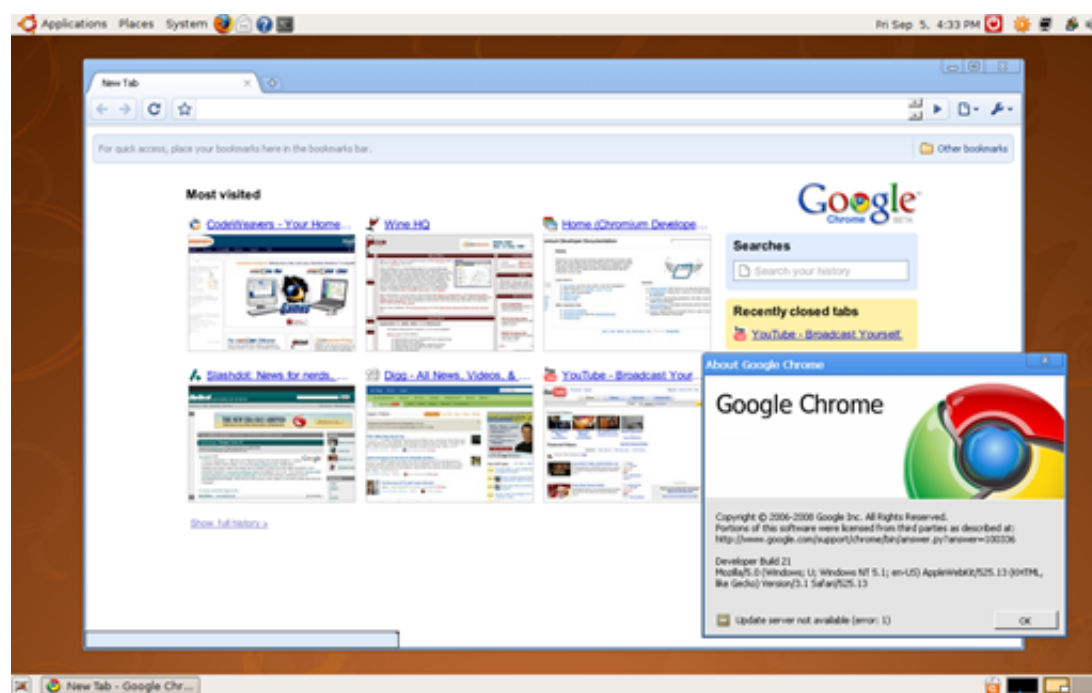 Applications Places System
Fri Sep 5, 4:33 PM
New Tab
For quick access, place your bookmarks here in the bookmarks bar.
Other bookmarks
Most visited
Google
Chrome BETA
CodeWeavers - Your Home...
Wine HQ
Home (Chromium Develope...
Searches
Search your history
Games
Recently closed tabs
YouTube - Broadcast Yourself.
Slashdot: News for nerds, ...
Digg - All News, Videos, & ...
YouTube - Broadcast Your...
About Google Chrome
Google Chrome
Show full history »
Copyright © 2006-2008 Google Inc. All Rights Reserved.
Portions of this software were licensed from third parties as described at:
http://www.google.com/support/chrome/bin/answer.py?answer=100336
Developer Build 21
Mozilla/5.0 (Windows; U; Windows NT 5.1; en-US) AppleWebKit/525.13 (KHTML,
like Gecko) Version/3.1 Safari/525.13
Update server not available (error: 1)
OK
New Tab - Google Chr...